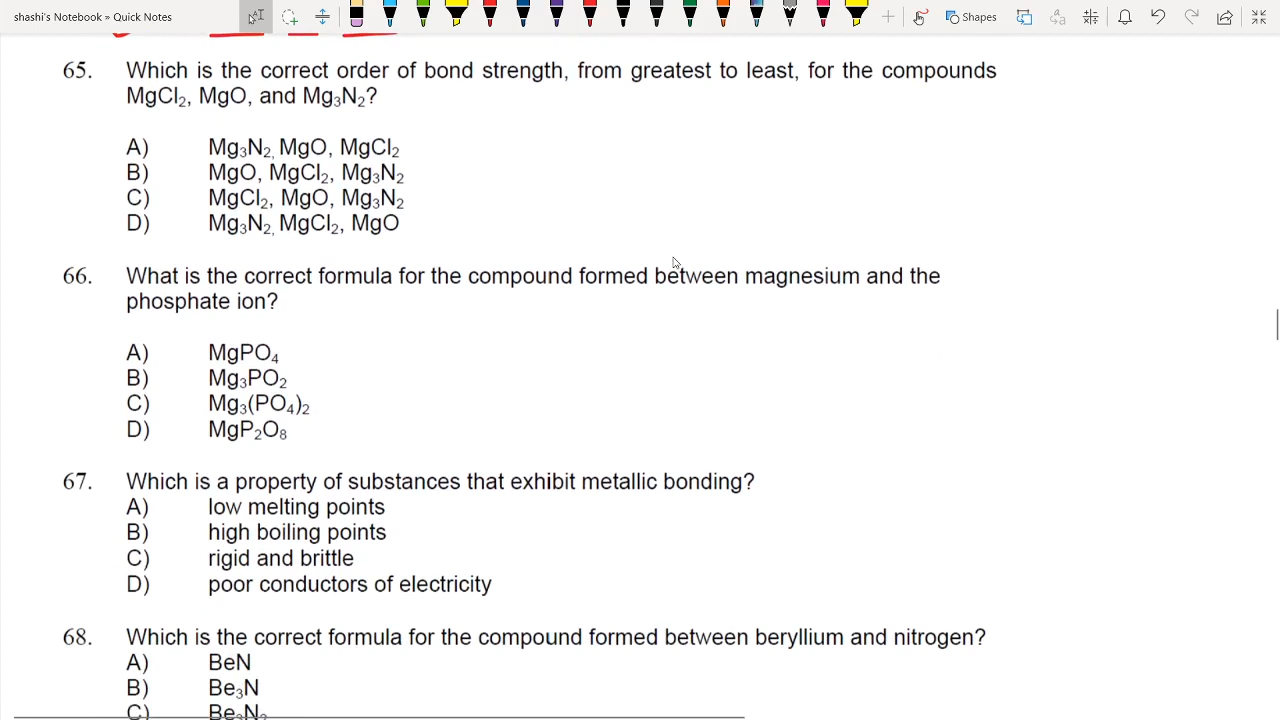 shashi's Notebook » Quick Notes
Shapes
65. Which is the correct order of bond strength, from greatest to least, for the compounds
MgCl₂, MgO, and Mg₃N₂?
A) Mg₃N₂, MgO, MgCl₂
B) MgO, MgCl₂, Mg₃N₂
C) MgCl₂, MgO, Mg₃N₂
D) Mg₃N₂, MgCl₂, MgO
66. What is the correct formula for the compound formed between magnesium and the
phosphate ion?
A) MgPO₄
B) Mg₃PO₂
C) Mg₃(PO₄)₂
D) MgP₂O₈
67. Which is a property of substances that exhibit metallic bonding?
A) low melting points
B) high boiling points
C) rigid and brittle
D) poor conductors of electricity
68. Which is the correct formula for the compound formed between beryllium and nitrogen?
A) BeN
B) Be₃N
C) Be₃N₂